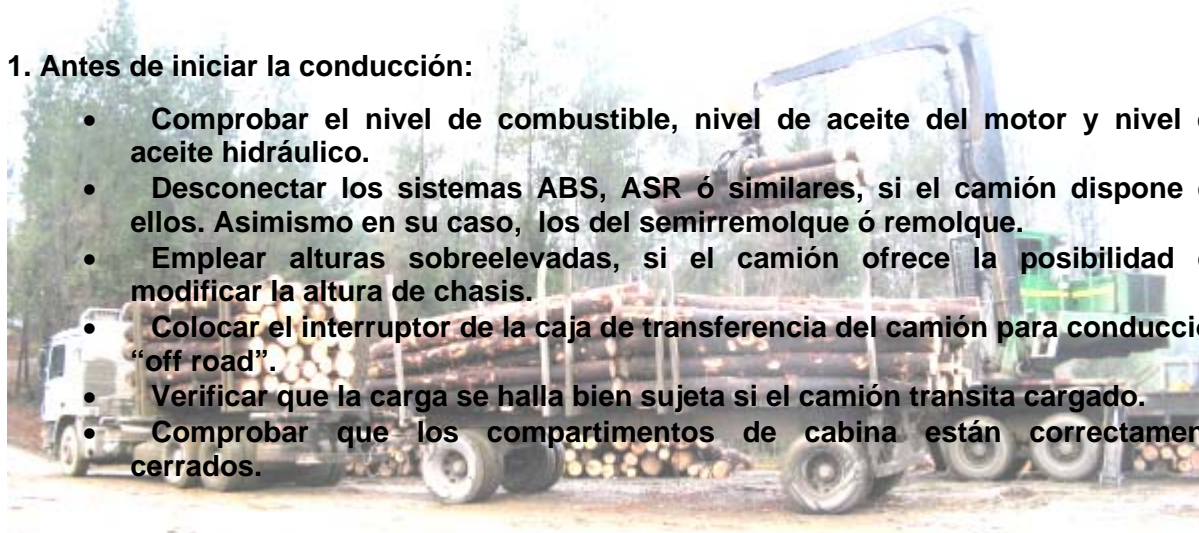 1. Antes de iniciar la conducción:
• Comprobar el nivel de combustible, nivel de aceite del motor y nivel
aceite hidráulico.
• Desconectar los sistemas ABS, ASR ó similares, si el camión dispone
ellos. Asimismo en su caso, los del semirremolque ó remolque.
• Emplear alturas sobreelevadas, si el camión ofrece la posibilidad
modificar la altura de chasis.
• Colocar el interruptor de la caja de transferencia del camión para conducci
“off road”.
• Verificar que la carga se halla bien sujeta si el camión transita cargado.
• Comprobar que los compartimentos de cabina están correctamen
cerrados.